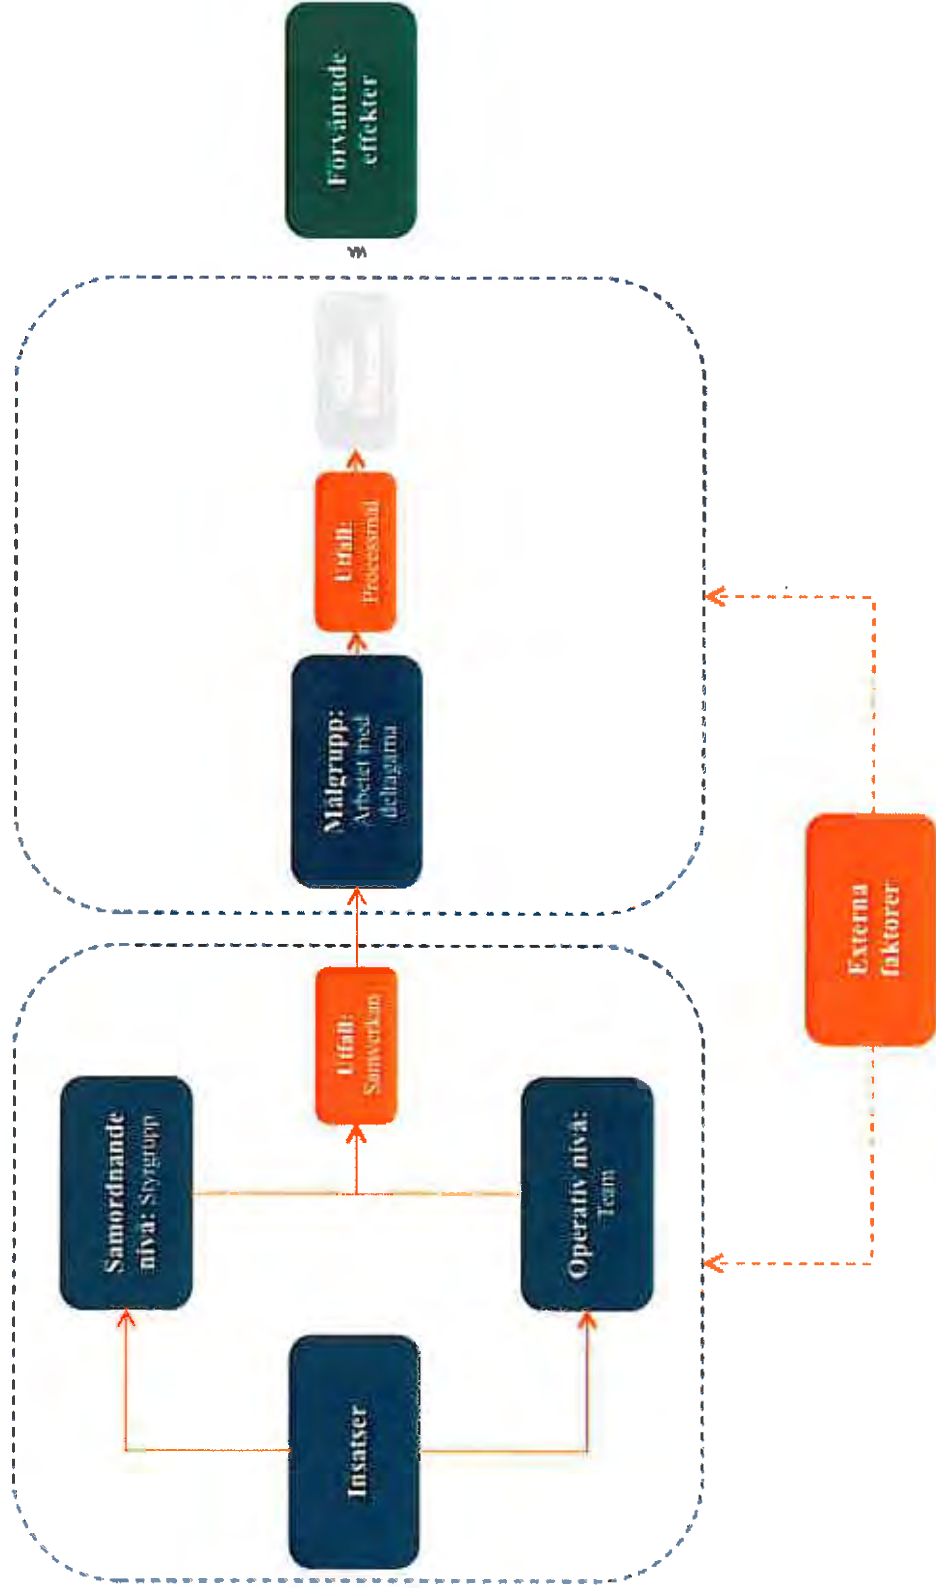 Insatser
Samordnande
nivå: Styrgrupp
Operativ nivå:
Team
Utfall:
Samverkan
Målgrupp:
Arbetet med
deltagarna
Utfall:
Processmål
Förväntade
effekter
Externa
faktorer